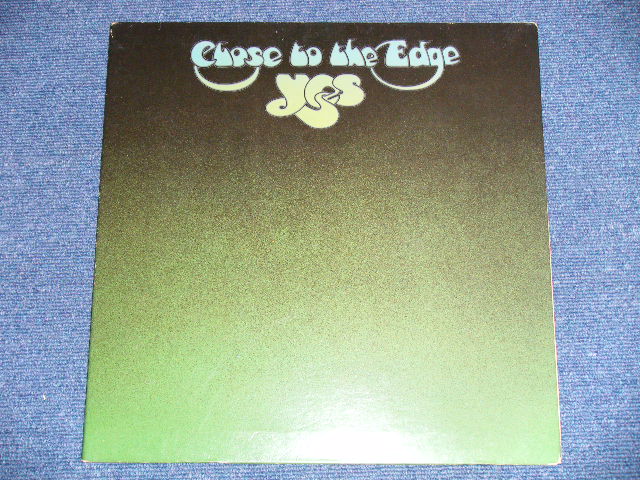 Close to the Edge
yes